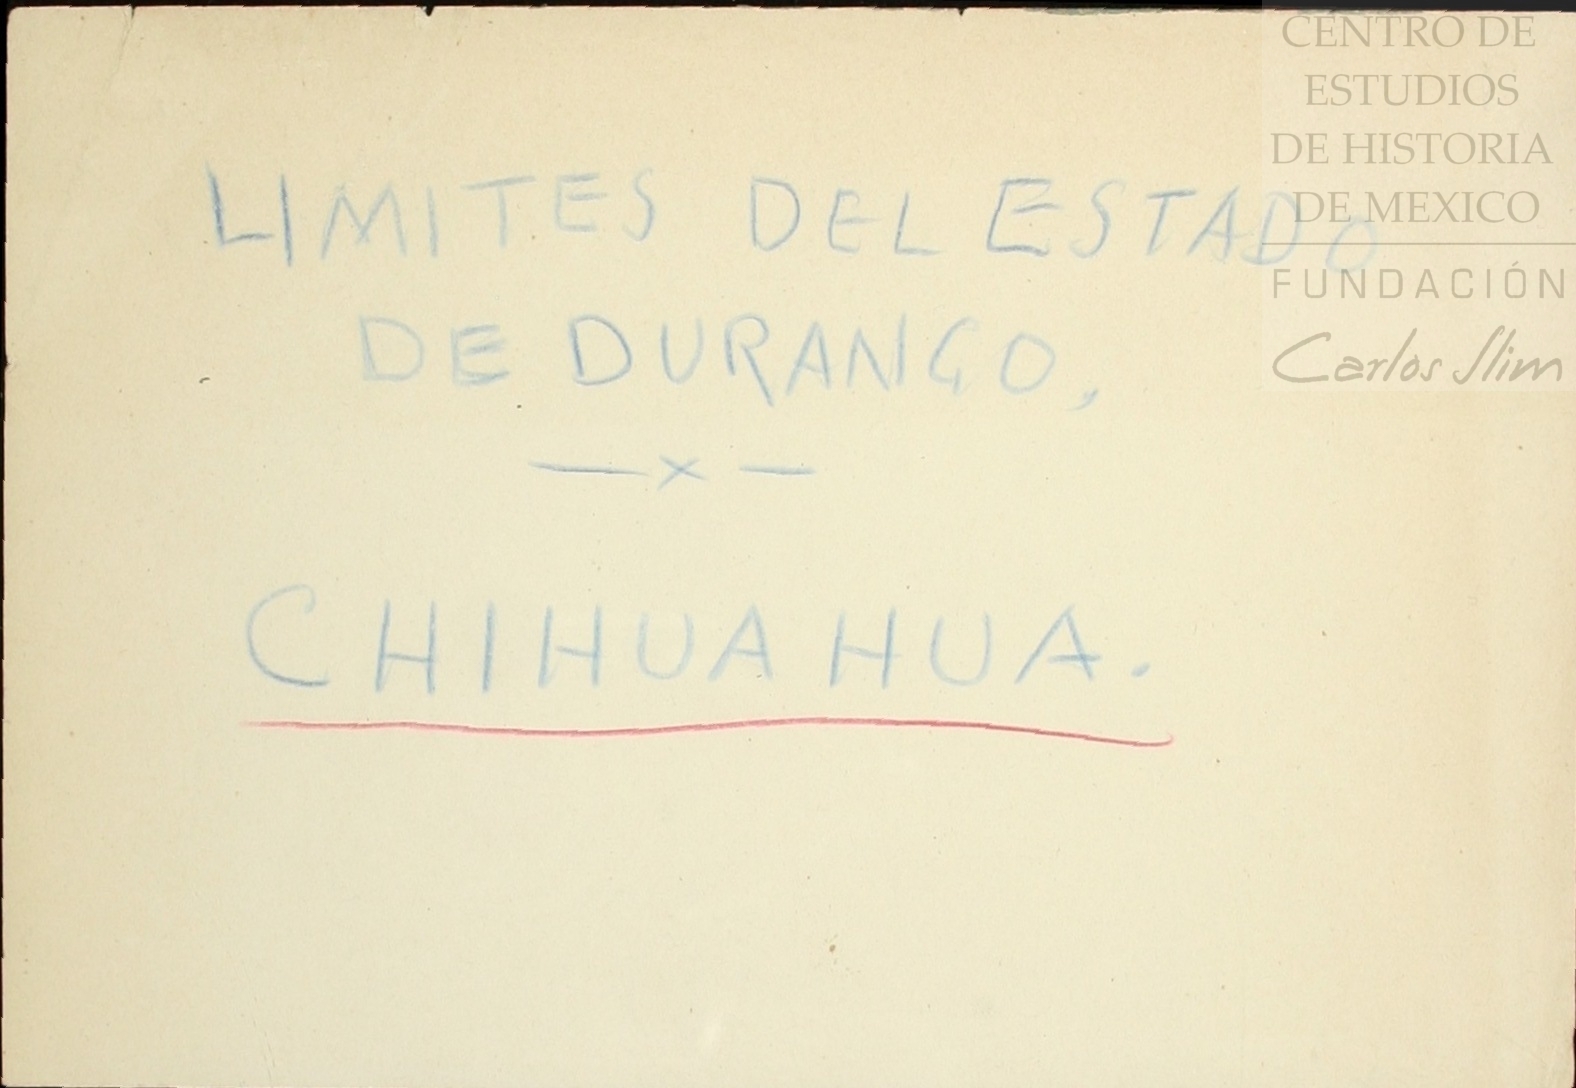 LIMITES DEL ESTADO
DE DURANGO,
—x—
CHIHUAHUA.
CENTRO DE
ESTUDIOS
DE HISTORIA
DE MEXICO
FUNDACIÓN
Carlos Slim